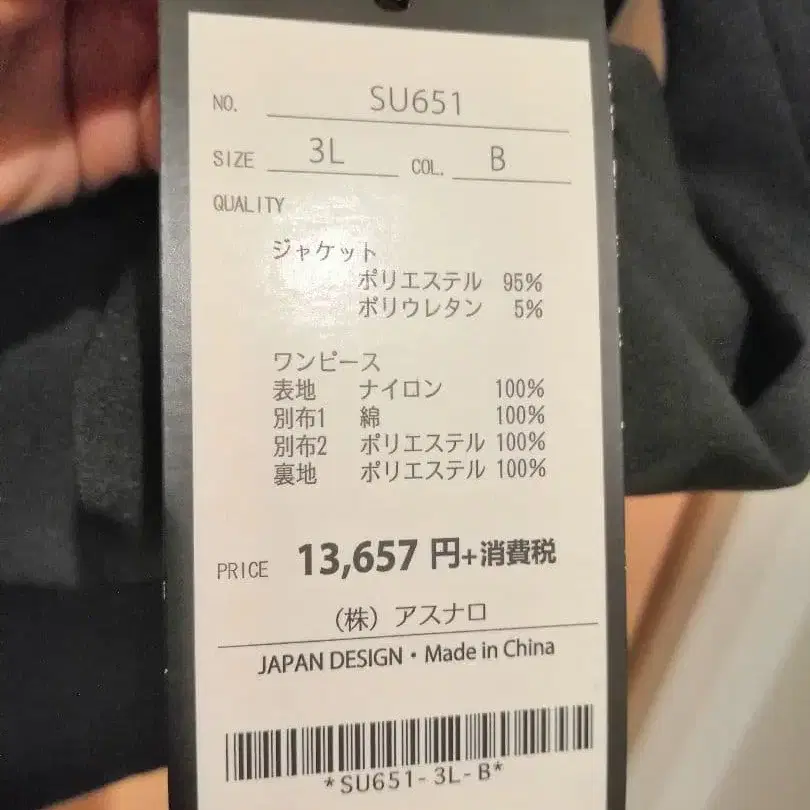 NO. SU651
SIZE 3L COL. B
QUALITY
ジャケット
ポリエステル 95%
ポリウレタン 5%
ワンピース
表地 ナイロン 100%
別布1 綿 100%
別布2 ポリエステル 100%
裏地 ポリエステル 100%
PRICE 13,657 円+消費税
(株) アスナロ
JAPAN DESIGN・Made in China
*SU651-3L-B*